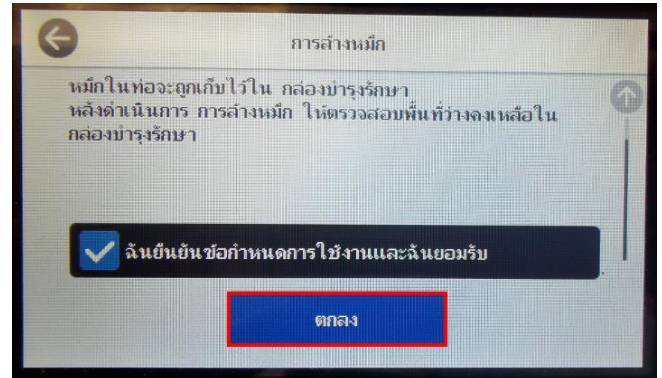 การล้างหมึก
หมึกในท่อจะถูกเก็บไว้ใน กล่องบำรุงรักษา
หลังดำเนินการ การล้างหมึก ให้ตรวจสอบพื้นที่ว่างคงเหลือใน
กล่องบำรุงรักษา
ฉันยืนยันข้อกำหนดการใช้งานและฉันยอมรับ
ตกลง